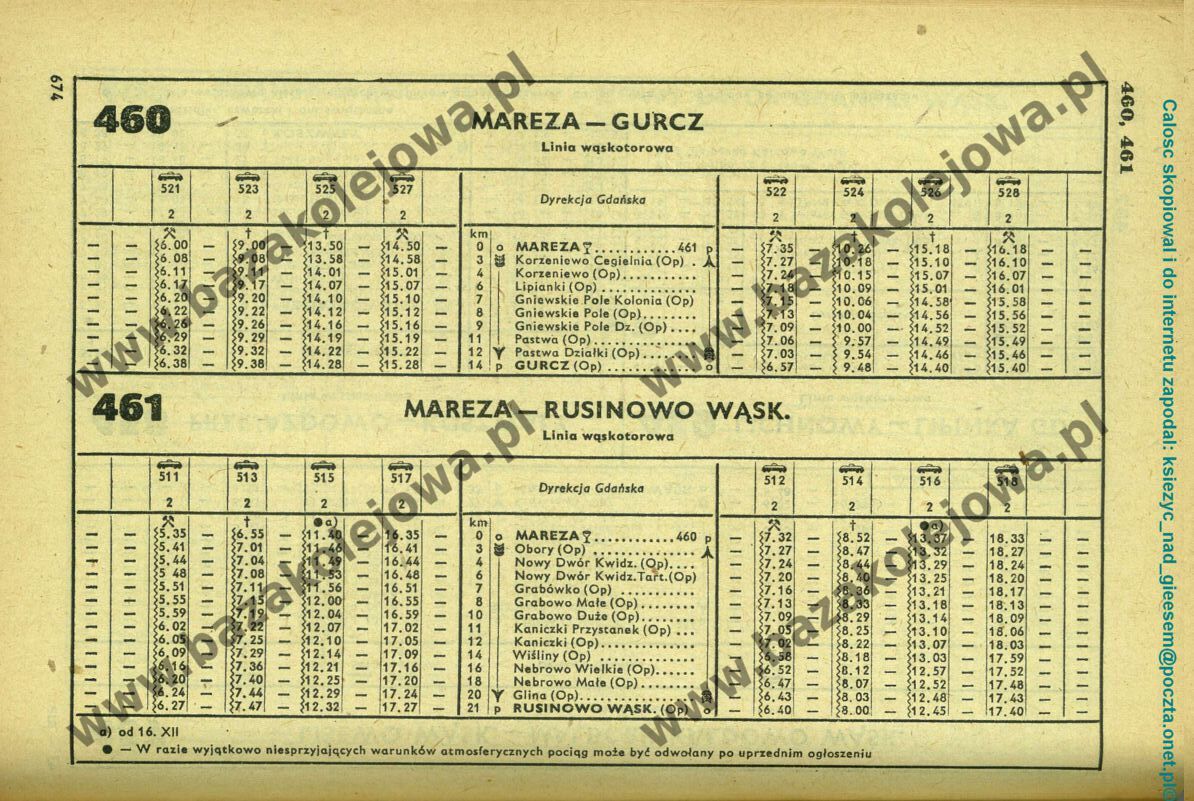 674
460, 461
460
MAREZA — GURCZ
Linia wąskotorowa
521 523 525 527 Dyrekcja Gdańska 522 524 526 528
2 2 2 2 2 2 2 2
km
6.00 9.00 13.50 14.50 0 o MAREZA 461 p 7.35 10.26 15.18 16.18
6.08 9.08 13.58 14.58 3 Korzeniewo Cegielnia (Op) 7.27 10.18 15.10 16.10
6.11 9.11 14.01 15.01 4 Korzeniewo (Op) 7.24 10.15 15.07 16.07
6.17 9.17 14.07 15.07 6 Lipianki (Op) 7.18 10.09 15.01 16.01
6.20 9.20 14.10 15.10 7 Gniewskie Pole Kolonia (Op) 7.15 10.06 14.58 15.58
6.22 9.22 14.12 15.12 8 Gniewskie Pole (Op) 7.13 10.04 14.56 15.56
6.26 9.26 14.16 15.16 9 Gniewskie Pole Dz. (Op) 7.09 10.00 14.52 15.52
6.29 9.29 14.19 15.19 11 Pastwa (Op) 7.06 9.57 14.49 15.49
6.32 9.32 14.22 15.22 12 Pastwa Działki (Op) 7.03 9.54 14.46 15.46
6.38 9.38 14.28 15.28 14 p GURCZ (Op) o 6.57 9.48 14.40 15.40
461
MAREZA — RUSINOWO WĄSK.
Linia wąskotorowa
511 513 515 517 Dyrekcja Gdańska 512 514 516 518
2 2 2 2 2 2 2 2
† ● a) km † ● a)
5.35 6.55 11.40 16.35 0 o MAREZA 460 p 7.32 8.52 13.37 18.33
5.41 7.01 11.46 16.41 3 Obory (Op) 7.27 8.47 13.32 18.27
5.44 7.04 11.49 16.44 4 Nowy Dwór Kwidz. (Op) 7.24 8.44 13.29 18.24
5 48 7.08 11.53 16.48 6 Nowy Dwór Kwidz.Tart.(Op) 7.20 8.40 13.25 18.20
5.51 7.11 11.56 16.51 7 Grabówko (Op) 7.16 8.36 13.21 18.17
5.55 7.15 12.00 16.55 8 Grabowo Małe (Op) 7.13 8.33 13.18 18.13
5.59 7.19 12.04 16.59 10 Grabowo Duże (Op) 7.09 8.29 13.14 18.09
6.02 7.22 12.07 17.02 11 Kaniczki Przystanek (Op) 7.05 8.25 13.10 18.06
6.05 7.25 12.10 17.05 12 Kaniczki (Op) 7.02 8.22 13.07 18.03
6.09 7.29 12.14 17.09 14 Wiśliny (Op) 6.58 8.18 13.03 17.59
6.16 7.36 12.21 17.16 16 Nebrowo Wielkie (Op) 6.52 8.12 12.57 17.52
6.20 7.40 12.25 17.20 18 Nebrowo Małe (Op) 6.47 8.07 12.52 17.48
6.24 7.44 12.29 17.24 20 Glina (Op) 6.43 8.03 12.48 17.43
6.27 7.47 12.32 17.27 21 p RUSINOWO WĄSK. (Op) o 6.40 8.00 12.45 17.40
a) od 16. XII
● — W razie wyjątkowo niesprzyjających warunków atmosferycznych pociąg może być odwołany po uprzednim ogłoszeniu
www.bazakolejowa.pl
www.bazakolejowa.pl
www.bazakolejowa.pl
www.bazakolejowa.pl
Calosc skopiowal i do internetu zapodal: ksiezyc_nad_gieesem@poczta.onet.pl